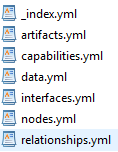 _index.yml
artifacts.yml
capabilities.yml
data.yml
interfaces.yml
nodes.yml
relationships.yml